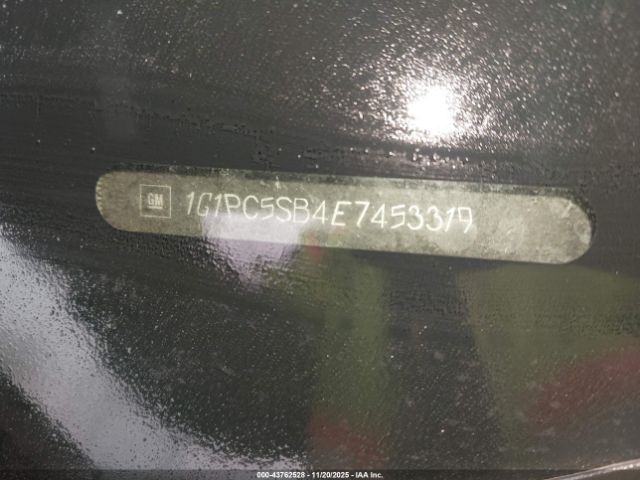 GM 1G1PC5SB4E7453319
000-43762528 - 11/20/2025 - IAA Inc.